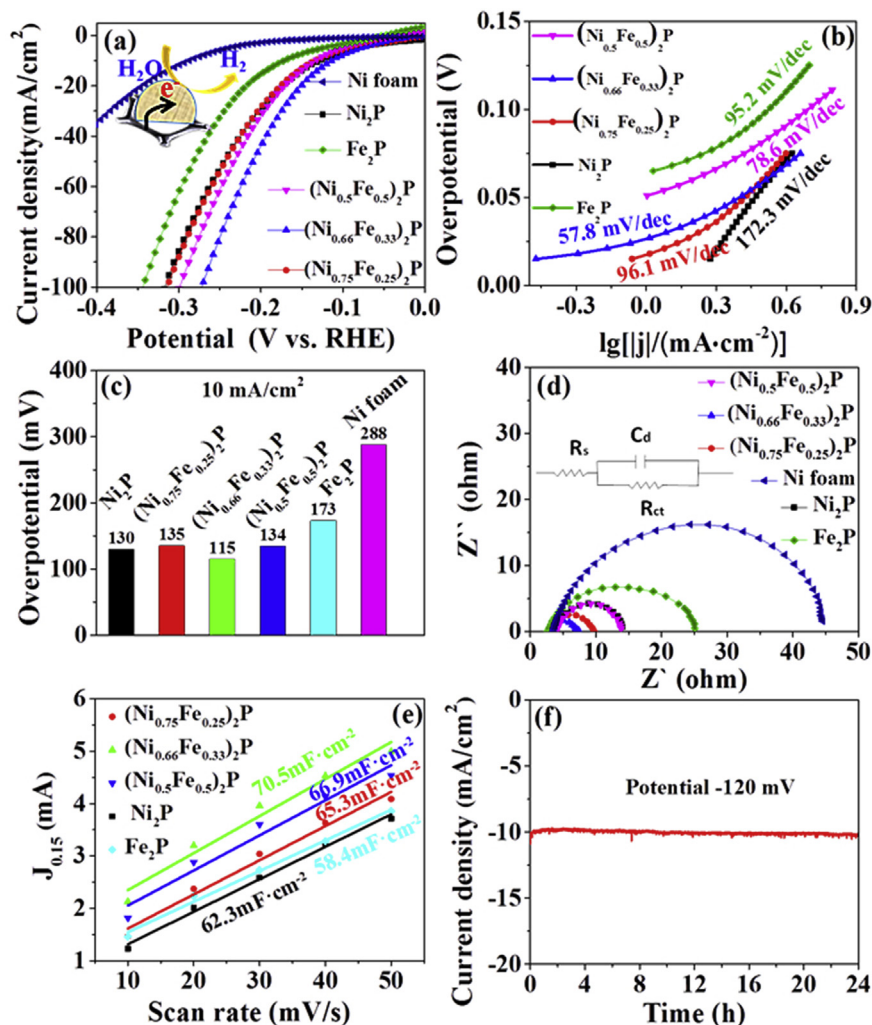 (a)
H₂O
H₂
e⁻
Ni foam
Ni₂P
Fe₂P
(Ni₀.₅Fe₀.₅)₂P
(Ni₀.₆₆Fe₀.₃₃)₂P
(Ni₀.₇₅Fe₀.₂₅)₂P
Current density(mA/cm²)
0
-20
-40
-60
-80
-100
-0.4 -0.3 -0.2 -0.1 0.0
Potential (V vs. RHE)
(b)
(Ni₀.₅Fe₀.₅)₂P
(Ni₀.₆₆Fe₀.₃₃)₂P
(Ni₀.₇₅Fe₀.₂₅)₂P
Ni₂P
Fe₂P
95.2 mV/dec
78.6 mV/dec
57.8 mV/dec
96.1 mV/dec
172.3 mV/dec
Overpotential (V)
0.15
0.10
0.05
0.00
-0.4 0.0 0.4 0.8
lg[|j|/(mA·cm⁻²)]
(c)
10 mA/cm²
Ni₂P
(Ni₀.₇₅Fe₀.₂₅)₂P
(Ni₀.₆₆Fe₀.₃₃)₂P
(Ni₀.₅Fe₀.₅)₂P
Fe₂P
Ni foam
130
135
115
134
173
288
Overpotential (mV)
400
300
200
100
0
(d)
(Ni₀.₅Fe₀.₅)₂P
(Ni₀.₆₆Fe₀.₃₃)₂P
(Ni₀.₇₅Fe₀.₂₅)₂P
Ni foam
Ni₂P
Fe₂P
Rs
Cd
Rct
Z`` (ohm)
40
30
20
10
0
0 10 20 30 40 50
Z` (ohm)
(e)
(Ni₀.₇₅Fe₀.₂₅)₂P
(Ni₀.₆₆Fe₀.₃₃)₂P
(Ni₀.₅Fe₀.₅)₂P
Ni₂P
Fe₂P
70.5mF·cm⁻²
66.9mF·cm⁻²
65.3mF·cm⁻²
58.4mF·cm⁻²
62.3mF·cm⁻²
J₀.₁₅ (mA)
6
5
4
3
2
1
10 20 30 40 50
Scan rate (mV/s)
(f)
Potential -120 mV
Current density (mA/cm²)
0
-5
-10
-15
-20
0 4 8 12 16 20 24
Time (h)